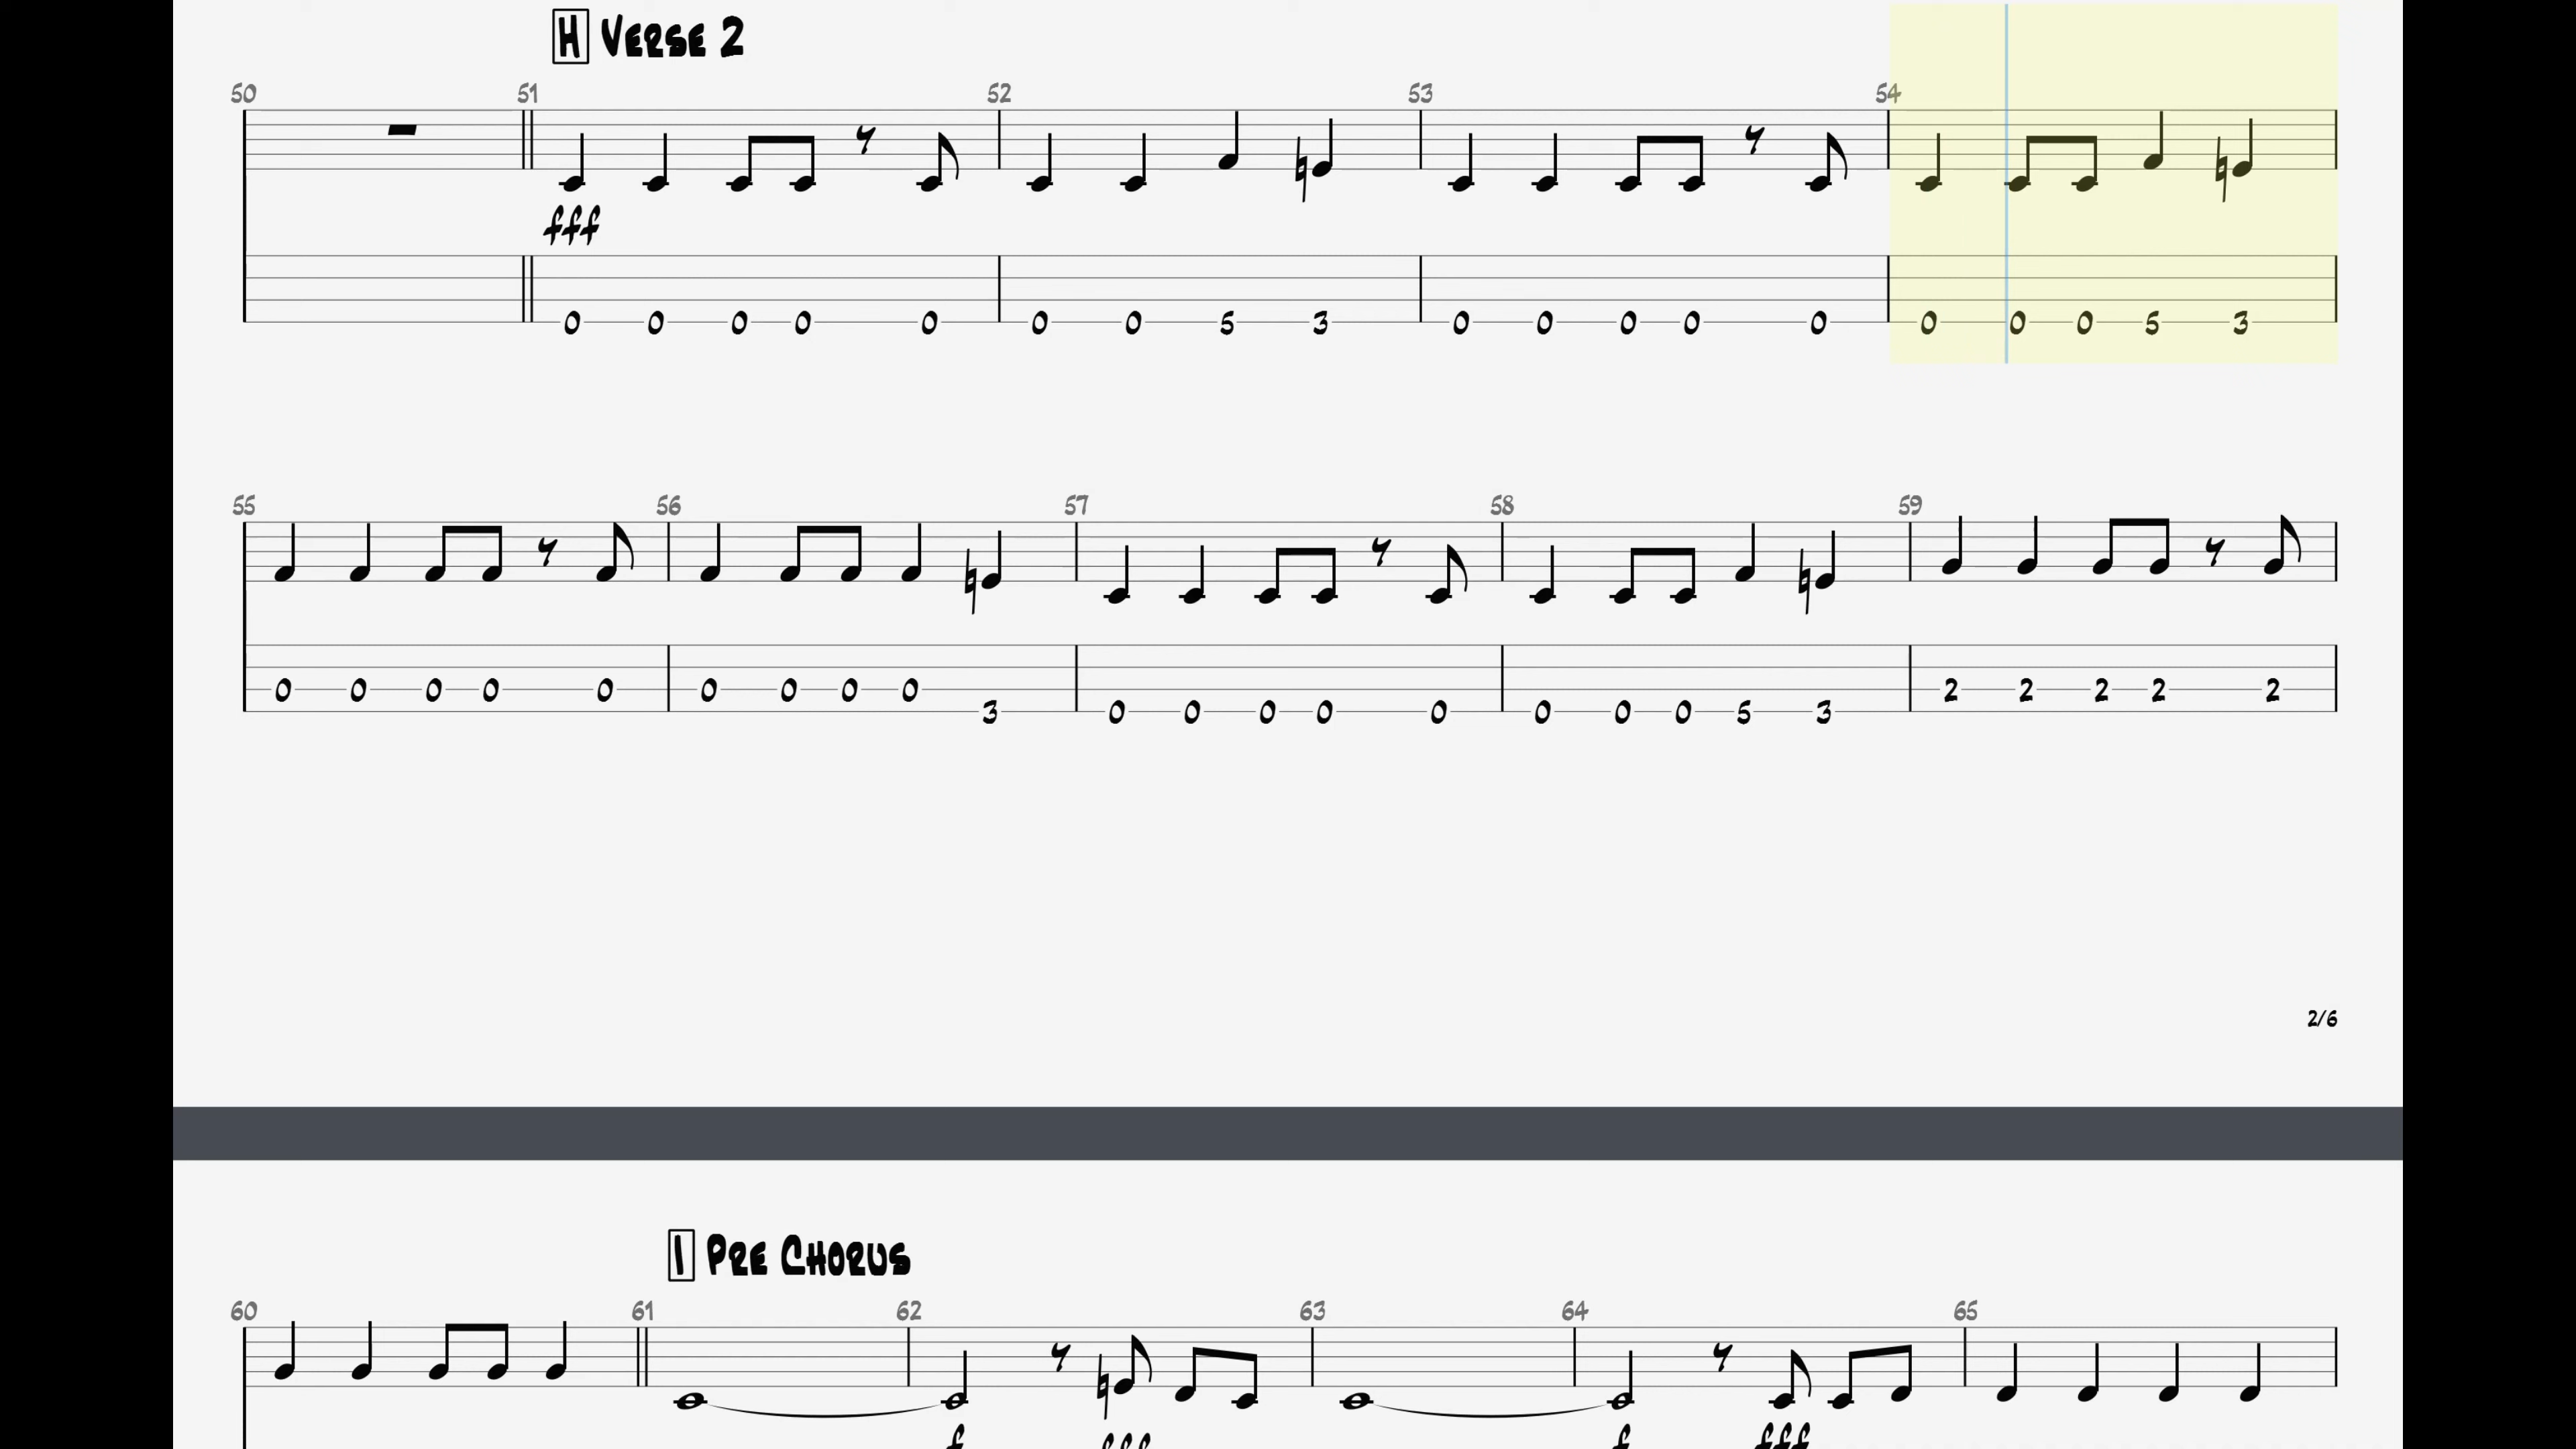 H VERSE 2
50 51 52 53 54
fff
0 0 0 0 0 0 0 5 3 0 0 0 0 0 0 0 0 5 3
55 56 57 58 59
0 0 0 0 0 0 0 0 0 2 2 2 2 2
3 0 0 0 0 0 0 0 0 5 3
2/6
I PRE CHORUS
60 61 62 63 64 65
f fff f fff